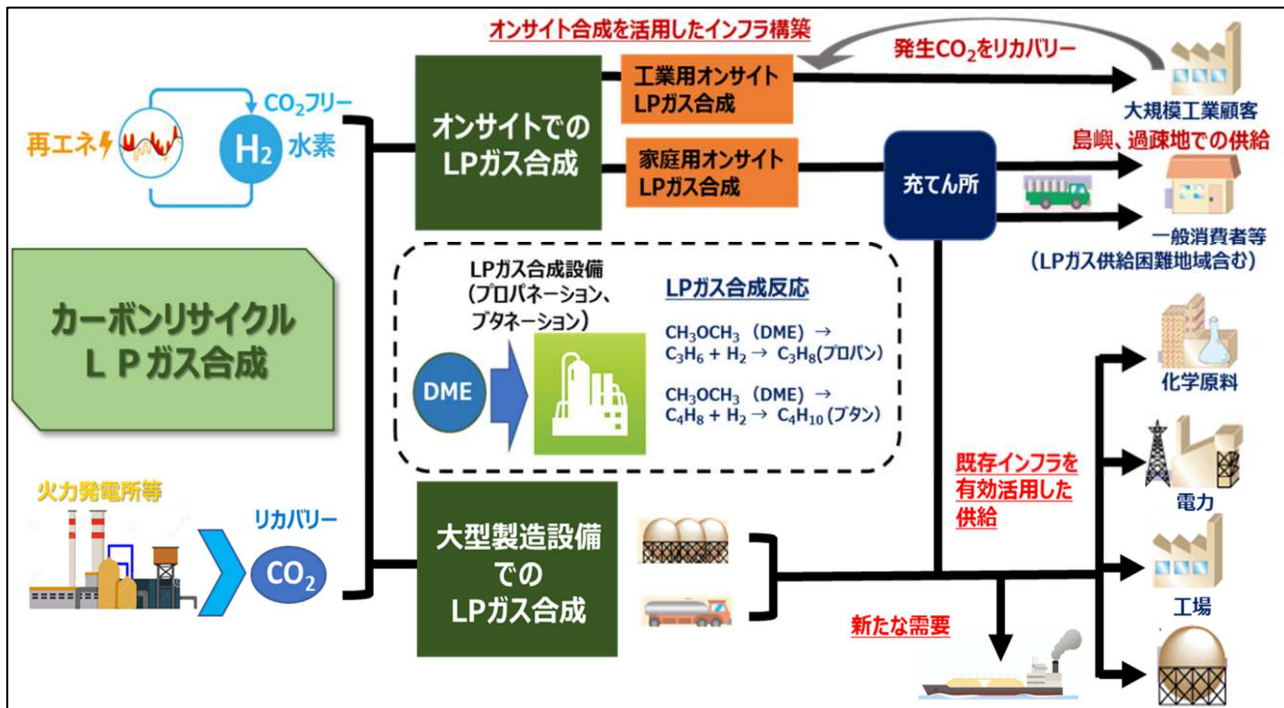 オンサイト合成を活用したインフラ構築
発生CO₂をリカバリー
再エネ
CO₂フリー
H₂
水素
オンサイトでの
LPガス合成
工業用オンサイト
LPガス合成
家庭用オンサイト
LPガス合成
充てん所
大規模工業顧客
島嶼、過疎地での供給
一般消費者等
(LPガス供給困難地域含む)
カーボンリサイクル
LPガス合成
LPガス合成設備
(プロパネーション、
ブタネーション)
DME
LPガス合成反応
CH₃OCH₃ (DME) →
C₃H₆ + H₂ → C₃H₈(プロパン)
CH₃OCH₃ (DME) →
C₄H₈ + H₂ → C₄H₁₀(ブタン)
火力発電所等
リカバリー
CO₂
大型製造設備
での
LPガス合成
既存インフラを
有効活用した
供給
新たな需要
化学原料
電力
工場